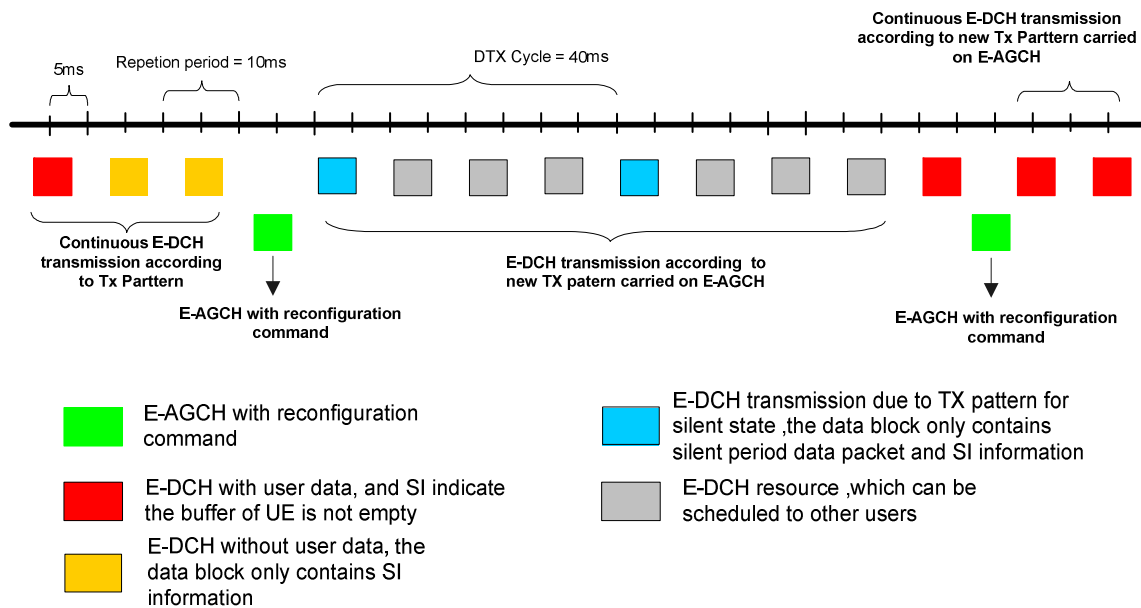 Continuous E-DCH transmission
according to new Tx Parttern carried
on E-AGCH
5ms
Repetion period = 10ms
DTX Cycle = 40ms
Continuous E-DCH
transmission according
to Tx Parttern
E-DCH transmission according to
new TX patern carried on E-AGCH
E-AGCH with reconfiguration
command
E-AGCH with reconfiguration
command
E-AGCH with reconfiguration
command
E-DCH with user data, and SI indicate
the buffer of UE is not empty
E-DCH without user data, the
data block only contains SI
information
E-DCH transmission due to TX pattern for
silent state ,the data block only contains
silent period data packet and SI information
E-DCH resource ,which can be
scheduled to other users